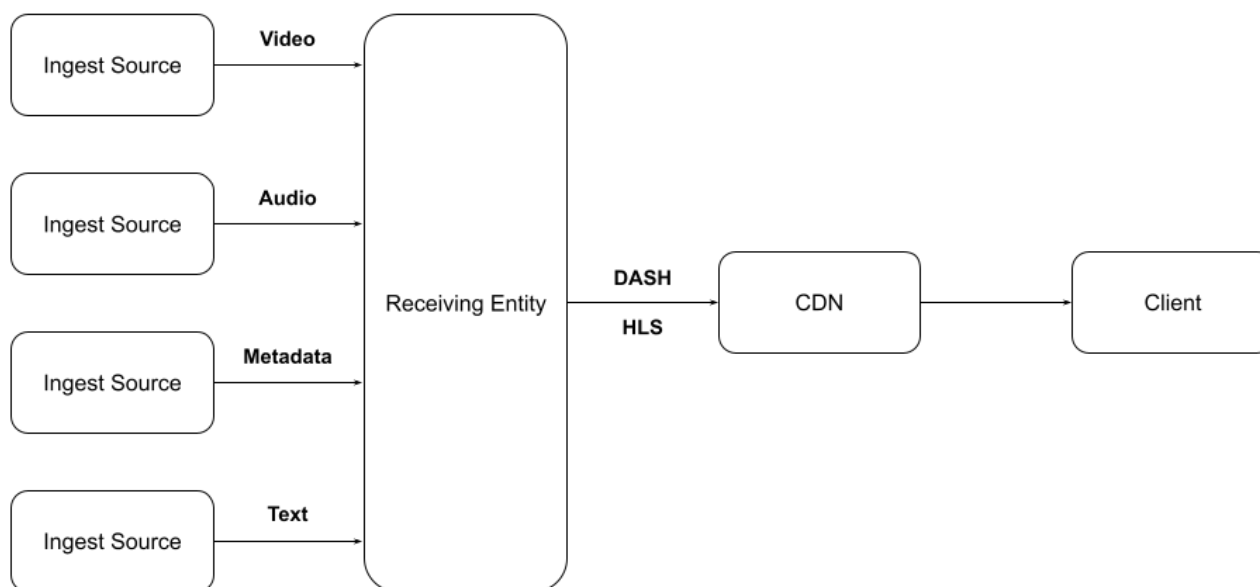 Ingest Source
Video
Ingest Source
Audio
Ingest Source
Metadata
Ingest Source
Text
Receiving Entity
DASH
HLS
CDN
Client